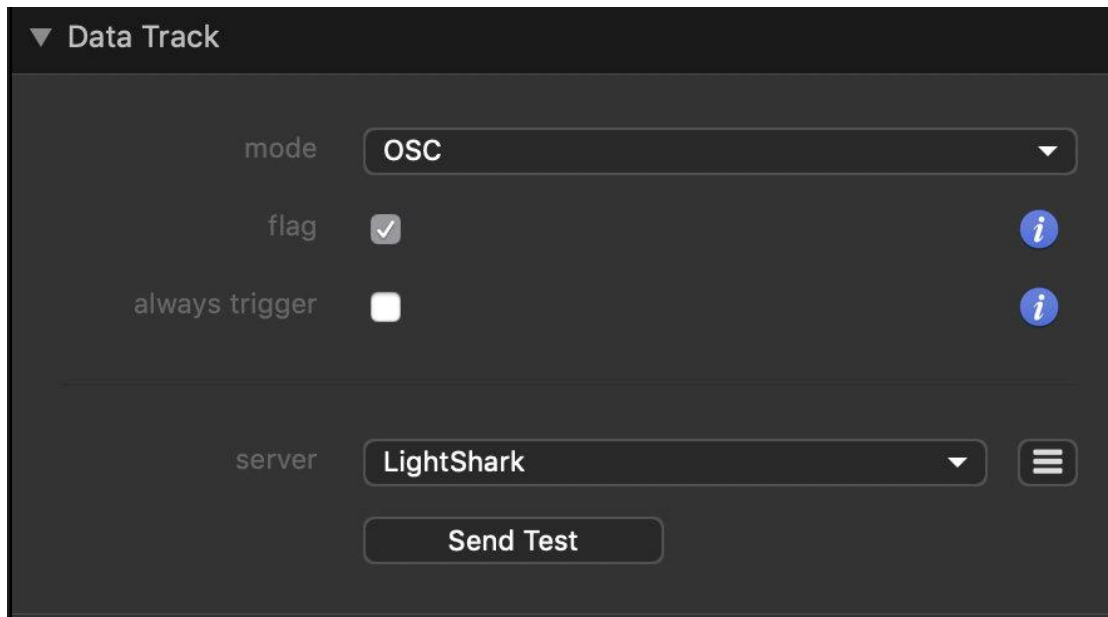 Data Track
mode OSC
flag i
always trigger i
server LightShark
Send Test